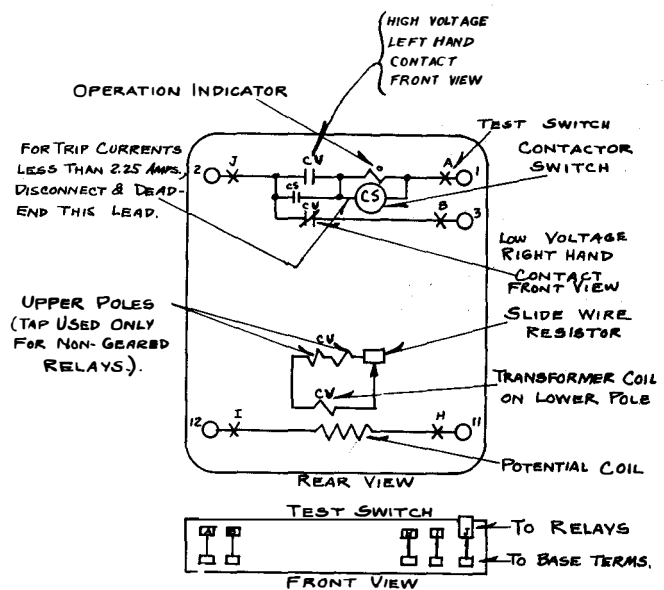 HIGH VOLTAGE
LEFT HAND
CONTACT
FRONT VIEW
OPERATION INDICATOR
TEST SWITCH
CONTACTOR
SWITCH
FOR TRIP CURRENTS
LESS THAN 2.25 AMPS.
DISCONNECT & DEAD-
END THIS LEAD.
2 J CV O A 1
CS CS
CV B 3
LOW VOLTAGE
RIGHT HAND
CONTACT
FRONT VIEW
UPPER POLES
(TAP USED ONLY
FOR NON-GEARED
RELAYS.).
CV
SLIDE WIRE
RESISTOR
CV
TRANSFORMER COIL
ON LOWER POLE
12 I H 11
POTENTIAL COIL
REAR VIEW
TEST SWITCH
A B H I J
TO RELAYS
TO BASE TERMS.
FRONT VIEW